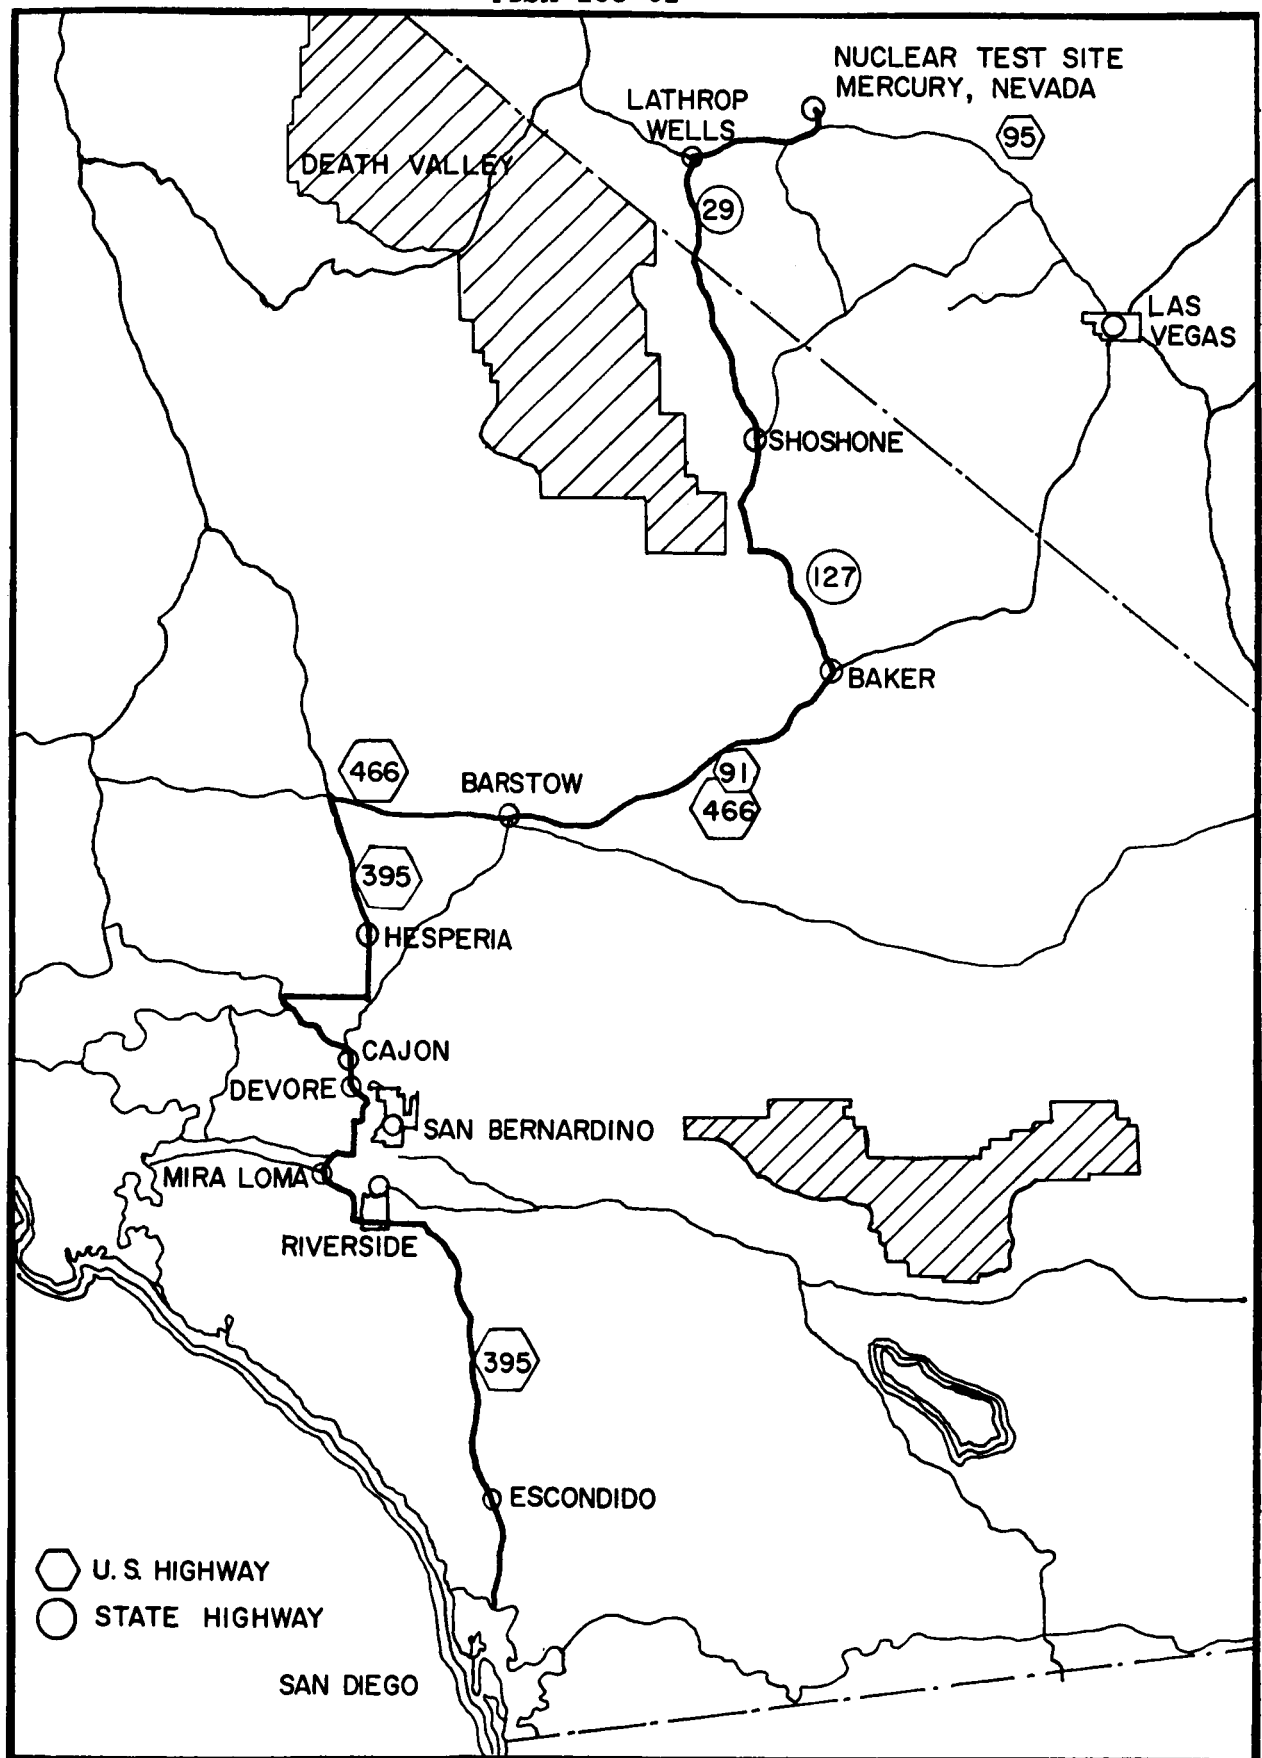 NUCLEAR TEST SITE
MERCURY, NEVADA
LATHROP
WELLS
95
DEATH VALLEY
29
LAS
VEGAS
SHOSHONE
127
BAKER
466
BARSTOW
91
466
395
HESPERIA
CAJON
DEVORE
SAN BERNARDINO
MIRA LOMA
RIVERSIDE
395
ESCONDIDO
U. S. HIGHWAY
STATE HIGHWAY
SAN DIEGO